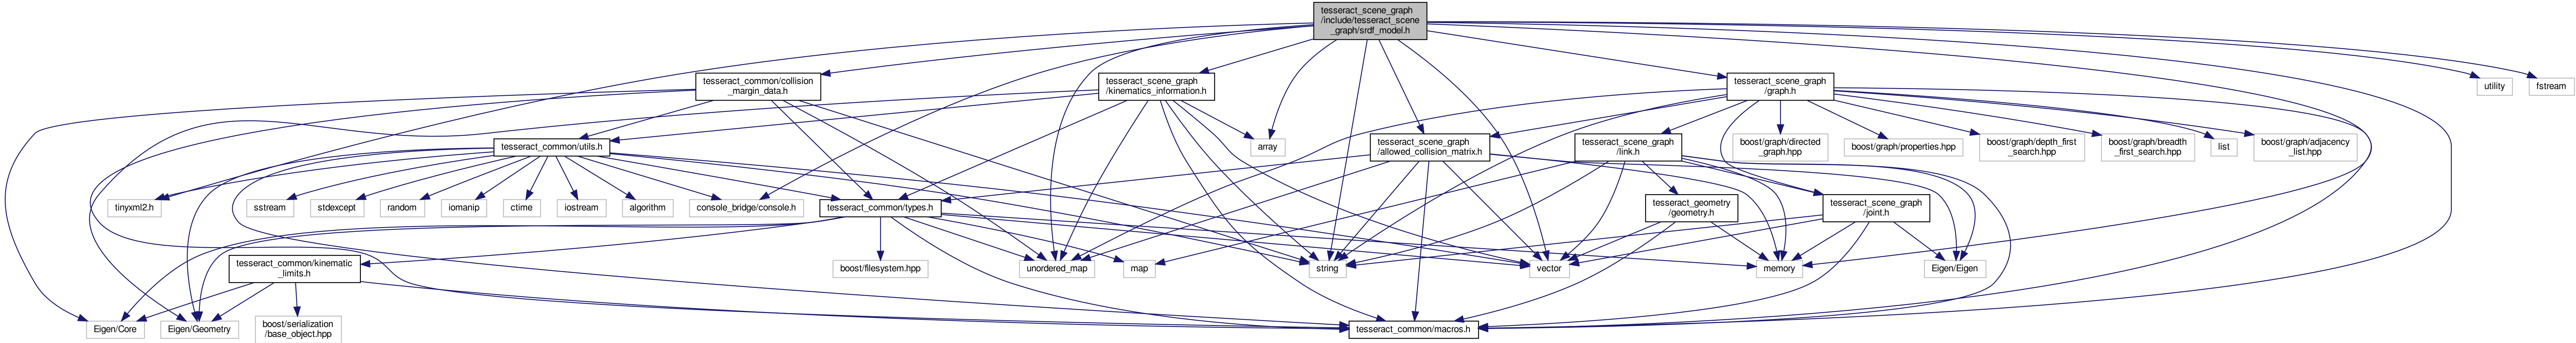 tesseract_scene_graph
/include/tesseract_scene
_graph/srdf_model.h
tesseract_common/collision
_margin_data.h
tesseract_scene_graph
/kinematics_information.h
tesseract_scene_graph
/graph.h
utility
fstream
tesseract_common/utils.h
array
tesseract_scene_graph
/allowed_collision_matrix.h
tesseract_scene_graph
/link.h
boost/graph/directed
_graph.hpp
boost/graph/properties.hpp
boost/graph/depth_first
_search.hpp
boost/graph/breadth
_first_search.hpp
list
boost/graph/adjacency
_list.hpp
tinyxml2.h
sstream
stdexcept
random
iomanip
ctime
iostream
algorithm
console_bridge/console.h
tesseract_common/types.h
tesseract_geometry
/geometry.h
tesseract_scene_graph
/joint.h
tesseract_common/kinematic
_limits.h
boost/filesystem.hpp
unordered_map
map
string
vector
memory
Eigen/Eigen
Eigen/Core
Eigen/Geometry
boost/serialization
/base_object.hpp
tesseract_common/macros.h